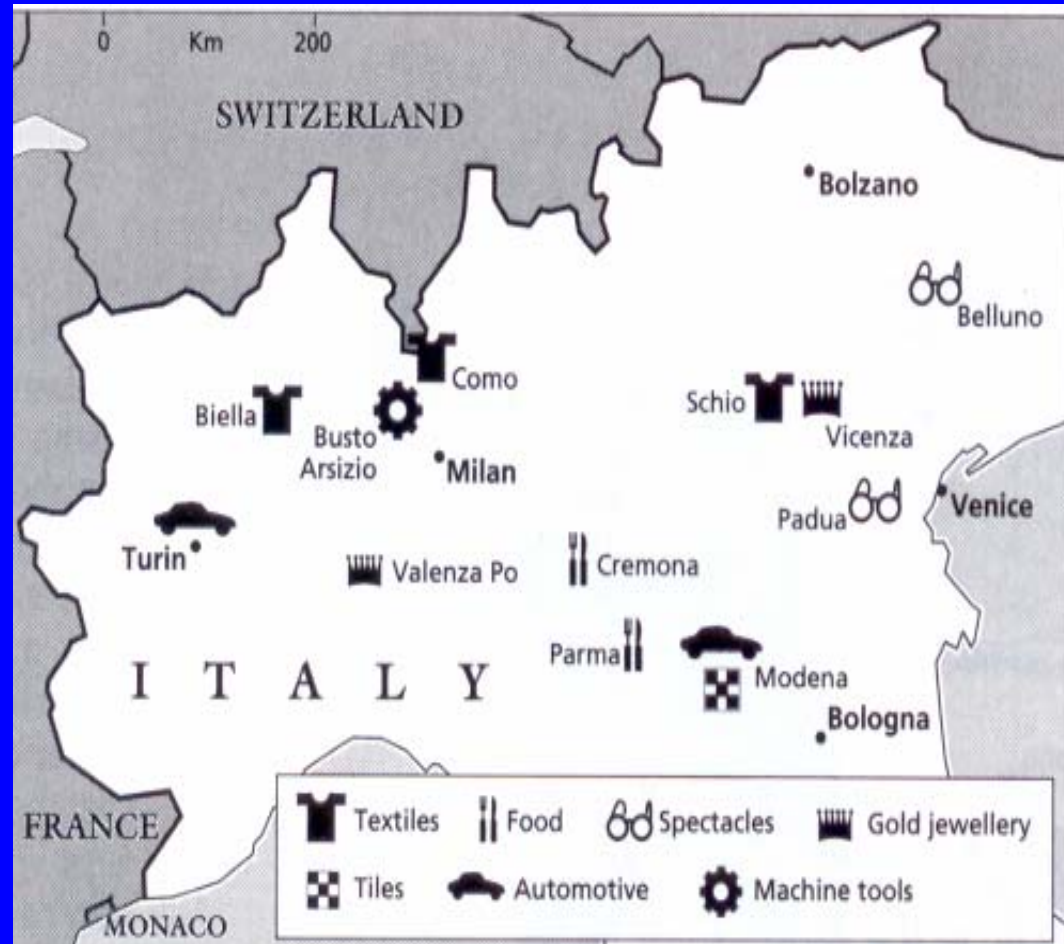 0 Km 200
SWITZERLAND
Bolzano
Belluno
Como
Biella
Schio
Busto
Arsizio
Vicenza
Milan
Padua
Venice
Turin
Valenza Po
Cremona
Parma
Modena
ITALY
Bologna
FRANCE
Textiles
Food
Spectacles
Gold jewellery
Tiles
Automotive
Machine tools
MONACO